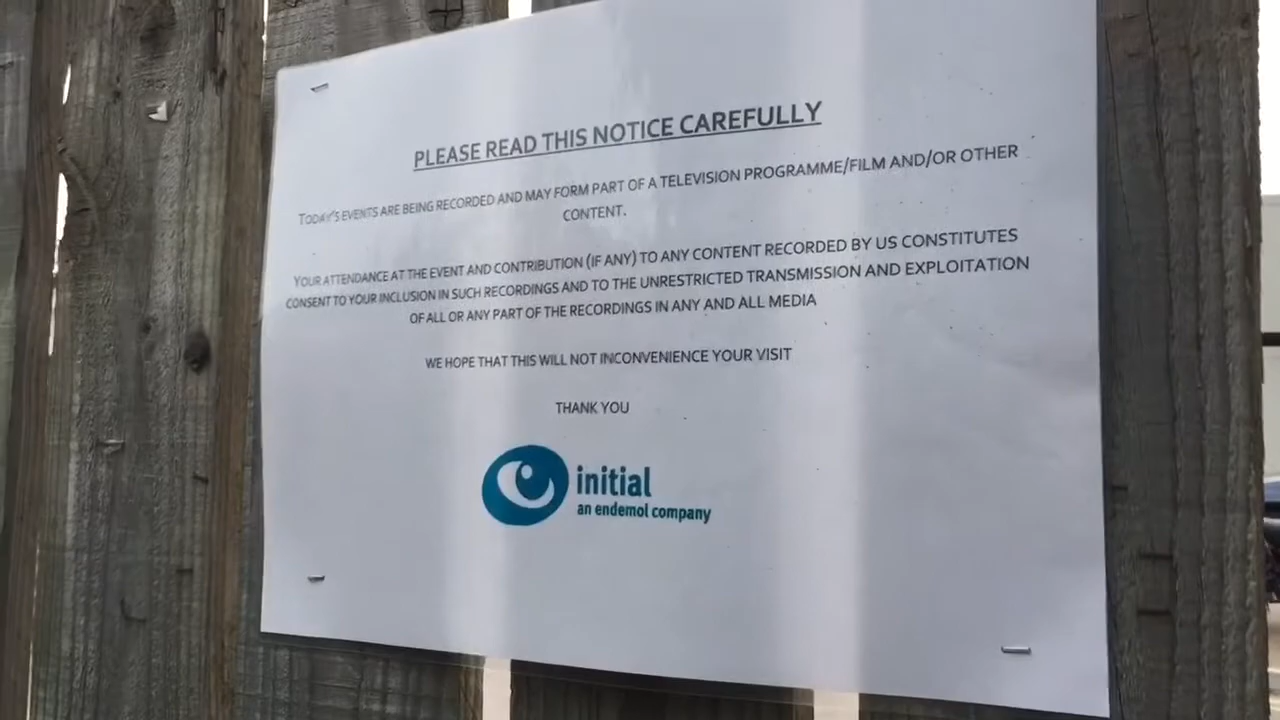 PLEASE READ THIS NOTICE CAREFULLY
TODAY'S EVENTS ARE BEING RECORDED AND MAY FORM PART OF A TELEVISION PROGRAMME/FILM AND/OR OTHER
CONTENT.
YOUR ATTENDANCE AT THE EVENT AND CONTRIBUTION (IF ANY) TO ANY CONTENT RECORDED BY US CONSTITUTES
CONSENT TO YOUR INCLUSION IN SUCH RECORDINGS AND TO THE UNRESTRICTED TRANSMISSION AND EXPLOITATION
OF ALL OR ANY PART OF THE RECORDINGS IN ANY AND ALL MEDIA
WE HOPE THAT THIS WILL NOT INCONVENIENCE YOUR VISIT
THANK YOU
initial
an endemol company